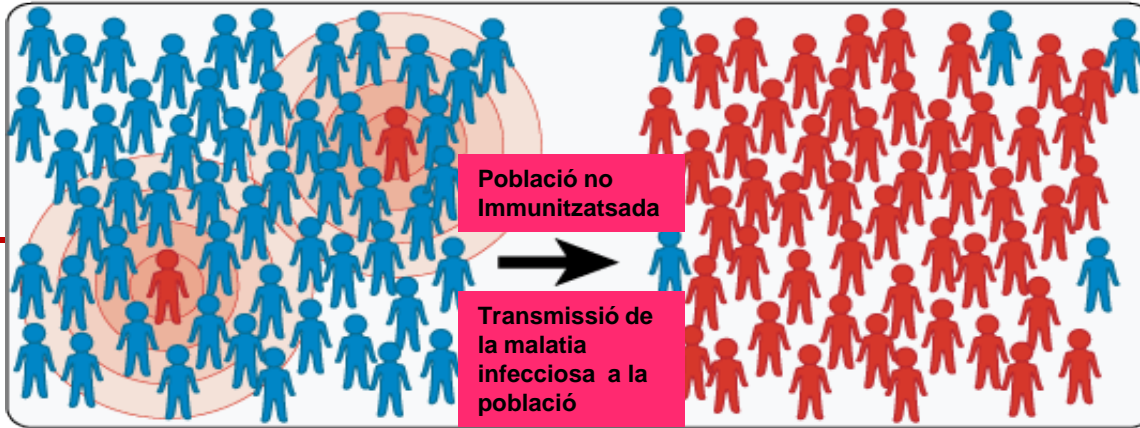 Població no
Immunitzatsada
Transmissió de
la malatia
infecciosa a la
població